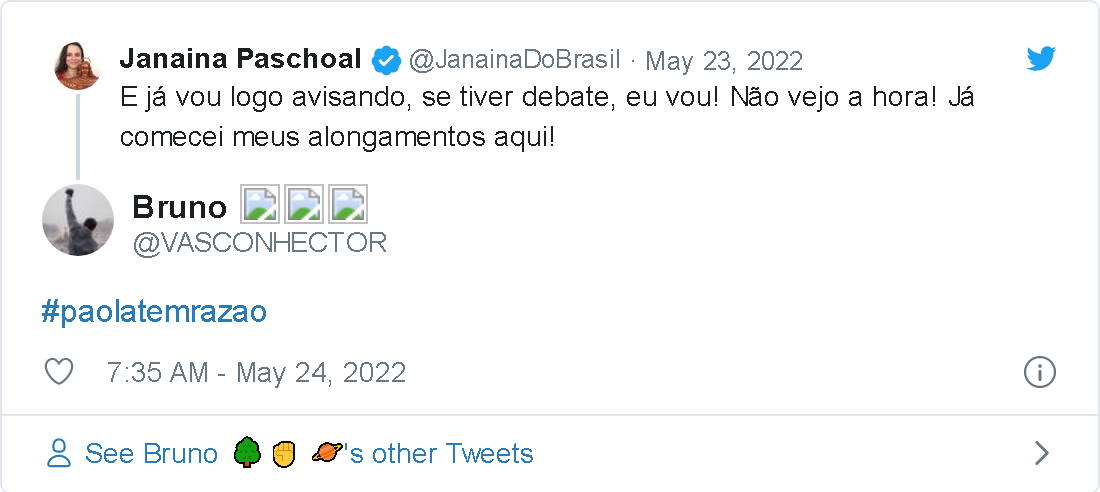 Janaina Paschoal @JanainaDoBrasil · May 23, 2022
E já vou logo avisando, se tiver debate, eu vou! Não vejo a hora! Já
comecei meus alongamentos aqui!
Bruno
@VASCONHECTOR
#paolatemrazao
7:35 AM - May 24, 2022
See Bruno 🌳✊🪐's other Tweets